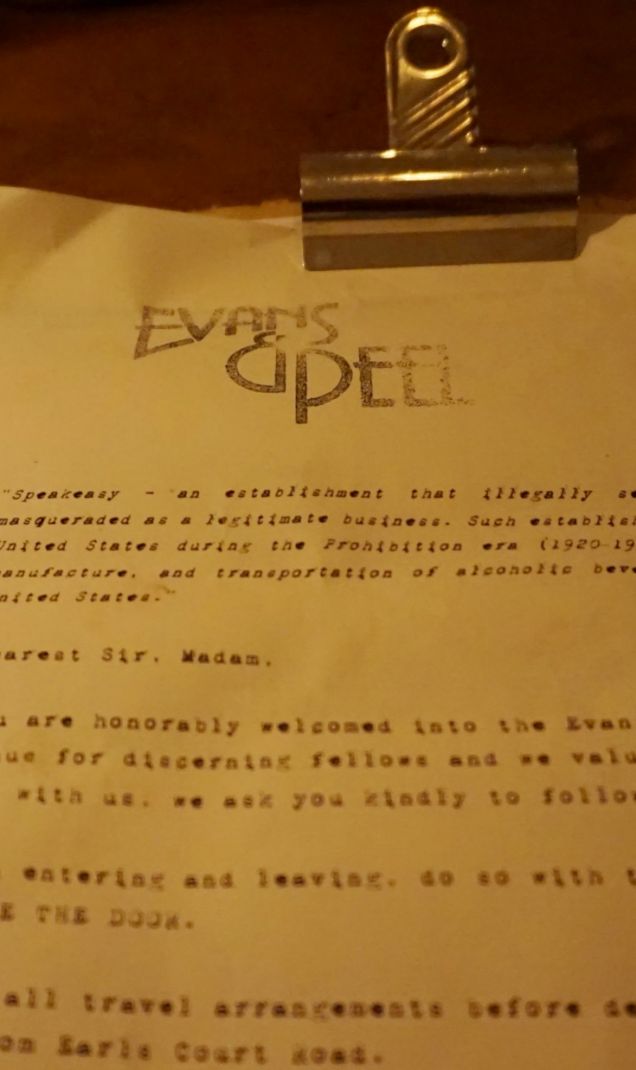 EVANS
& PEEL
"Speakeasy - an establishment that illegally
masqueraded as a legitimate business. Such
United States during the Prohibition era (1920-19
anufacture, and transportation of alcoholic
nited States."
arest Sir, Madam,
u are honorably welcomed into the Evan
ue for discerning fellows and we valu
with us, we ask you kindly to follo
entering and leaving, do so with t
E THE DOOR.
all travel arrangements before de
on Earls Court Road.